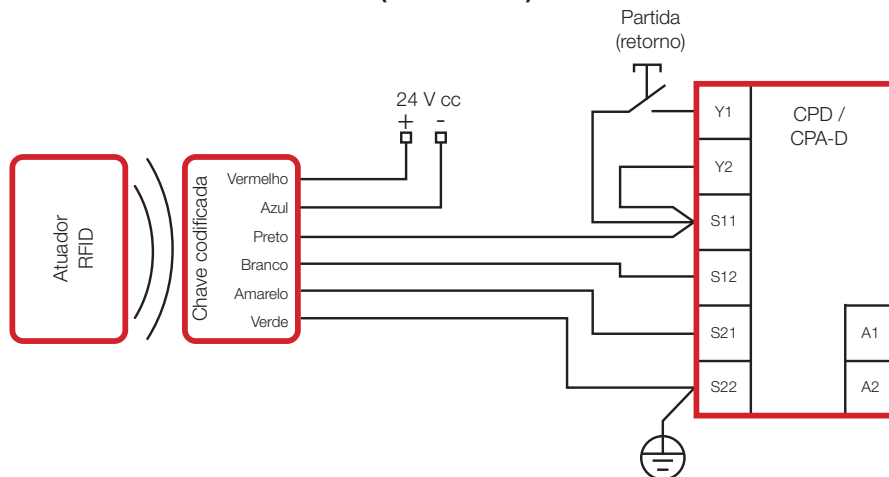 Partida
(retorno)
24 V cc
+ -
Atuador
RFID
Chave codificada
Vermelho
Azul
Preto
Branco
Amarelo
Verde
Y1
Y2
S11
S12
S21
S22
CPD /
CPA-D
A1
A2